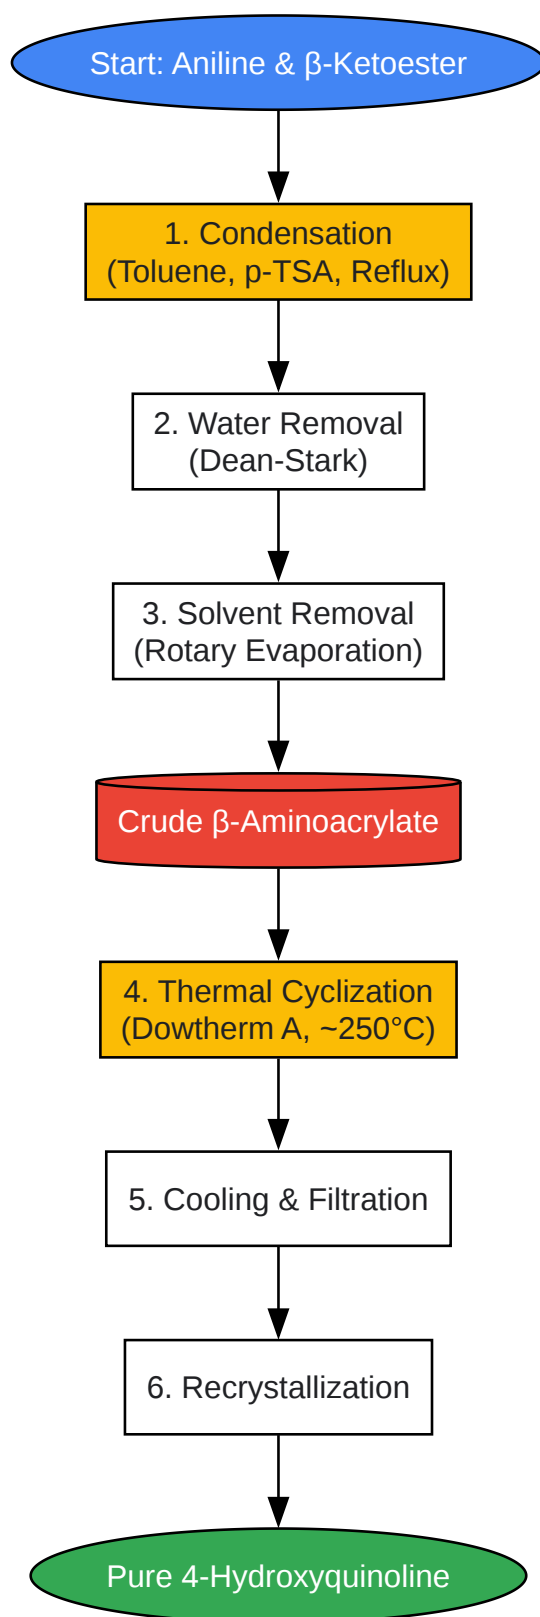 Start: Aniline & β-Ketoester
1. Condensation
(Toluene, p-TSA, Reflux)
2. Water Removal
(Dean-Stark)
3. Solvent Removal
(Rotary Evaporation)
Crude β-Aminoacrylate
4. Thermal Cyclization
(Dowtherm A, ~250°C)
5. Cooling & Filtration
6. Recrystallization
Pure 4-Hydroxyquinoline